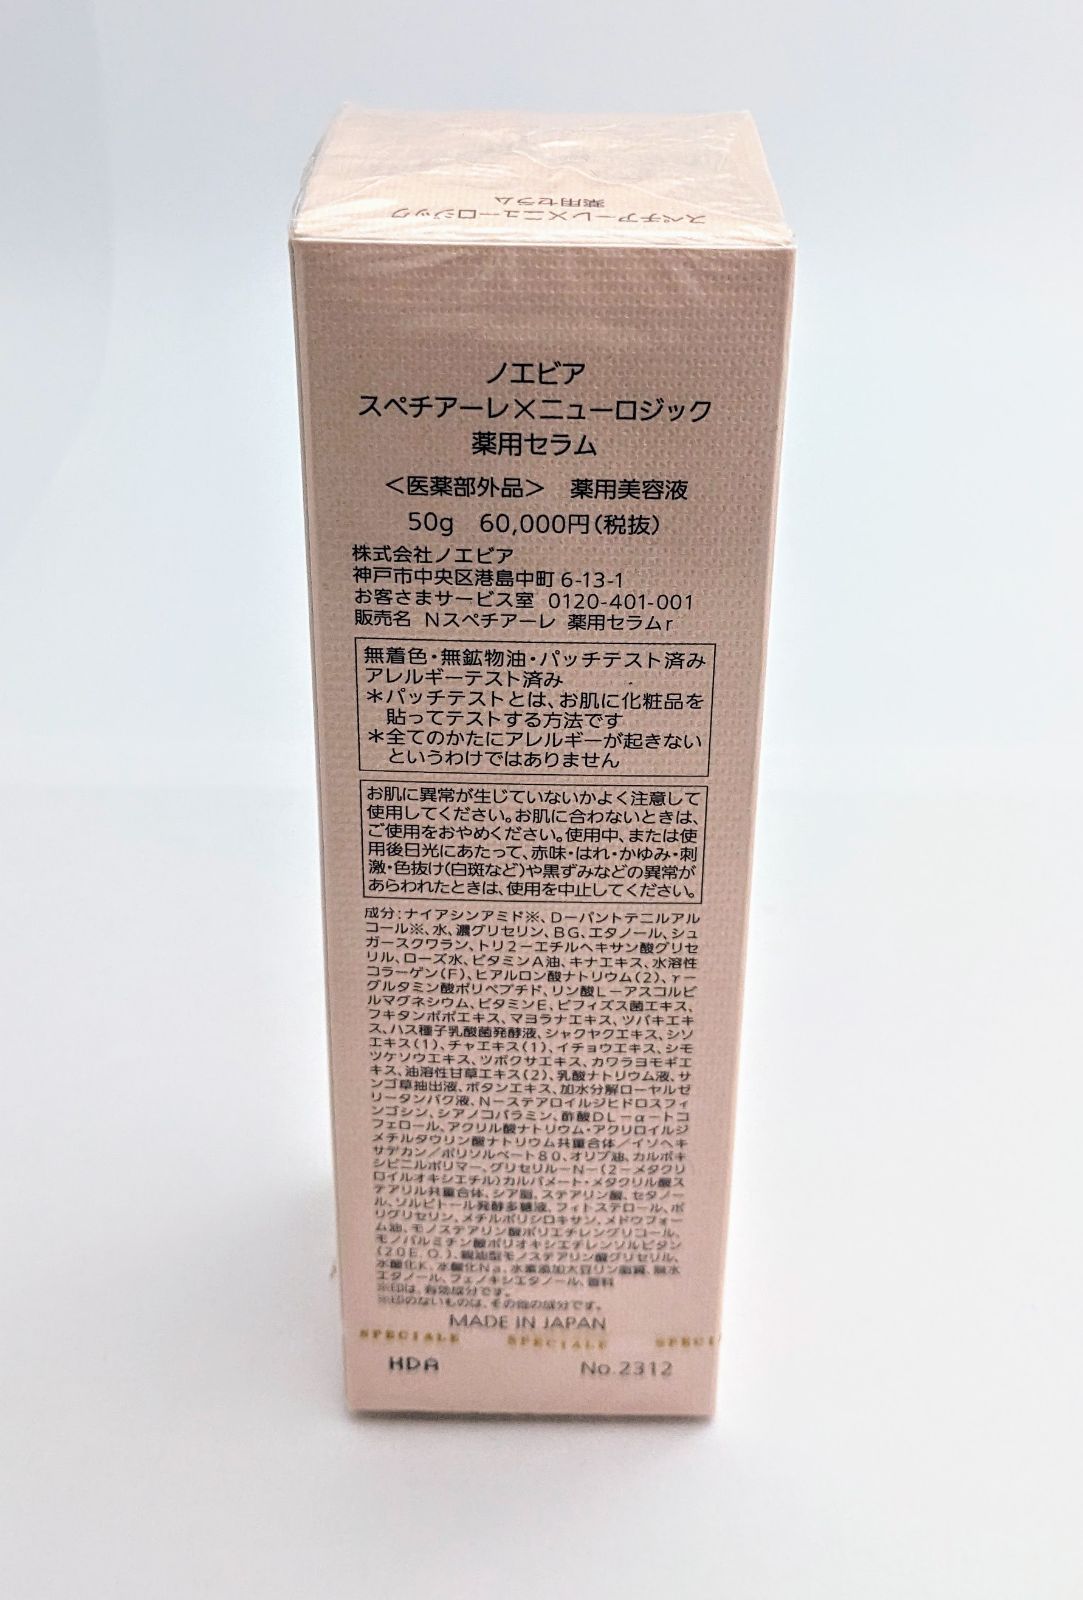 スペチアーレ×ニューロジック
薬用セラム
ノエビア
スペチアーレ×ニューロジック
薬用セラム
＜医薬部外品＞　薬用美容液
50g　60,000円(税抜)
株式会社ノエビア
神戸市中央区港島中町 6-13-1
お客さまサービス室 0120-401-001
販売名 Nスペチアーレ 薬用セラムr
無着色・無鉱物油・パッチテスト済み
アレルギーテスト済み
＊パッチテストとは、お肌に化粧品を
貼ってテストする方法です
＊全てのかたにアレルギーが起きない
というわけではありません
お肌に異常が生じていないかよく注意して
使用してください。お肌に合わないときは、
ご使用をおやめください。使用中、または使
用後日光にあたって、赤味・はれ・かゆみ・刺
激・色抜け(白斑など)や黒ずみなどの異常が
あらわれたときは、使用を中止してください。
成分：ナイアシンアミド※、D－パントテニルアル
コール※、水、濃グリセリン、BG、エタノール、シュ
ガースクワラン、トリ2－エチルヘキサン酸グリセ
リル、ローズ水、ビタミンA油、キナエキス、水溶性
コラーゲン(F)、ヒアルロン酸ナトリウム(2)、γ－
グルタミン酸ポリペプチド、リン酸L－アスコルビ
ルマグネシウム、ビタミンE、ビフィズス菌エキス、
フキタンポポエキス、マヨラナエキス、ツバキエキ
ス、ハス種子乳酸菌発酵液、シャクヤクエキス、シソ
エキス(1)、チャエキス(1)、イチョウエキス、シモ
ツケソウエキス、ツボクサエキス、カワラヨモギエ
キス、油溶性甘草エキス(2)、乳酸ナトリウム液、サ
ンゴ草抽出液、ボタンエキス、加水分解ローヤルゼ
リータンパク液、N－ステアロイルジヒドロスフィ
ンゴシン、シアノコバラミン、酢酸DL－α－トコ
フェロール、アクリル酸ナトリウム・アクリロイルジ
メチルタウリン酸ナトリウム共重合体／イソヘキ
サデカン／ポリソルベート80、オリブ油、カルボキ
シビニルポリマー、グリセリル－N－(2－メタクリ
ロイルオキシエチル)カルバメート・メタクリル酸ス
テアリル共重合体、シア脂、ステアリン酸、セタノー
ル、ソルビトール発酵多糖液、フィトステロール、ポ
リグリセリン、メチルポリシロキサン、メドウフォー
ム油、モノステアリン酸ポリエチレングリコール、
モノパルミチン酸ポリオキシエチレンソルビタン
(20E.O.)、親油型モノステアリン酸グリセリル、
水酸化K、水酸化Na、水素添加大豆リン脂質、無水
エタノール、フェノキシエタノール、香料
※印は、有効成分です。
※印のないものは、その他の成分です。
MADE IN JAPAN
SPECIALE SPECIALE SPECI
HDA No.2312